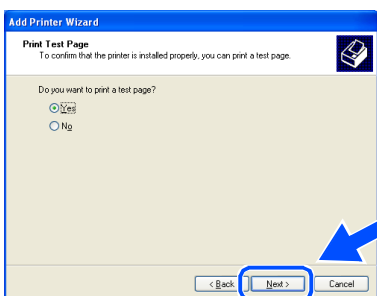 Add Printer Wizard
Print Test Page
To confirm that the printer is installed properly, you can print a test page.
Do you want to print a test page?
Yes
No
< Back
Next >
Cancel